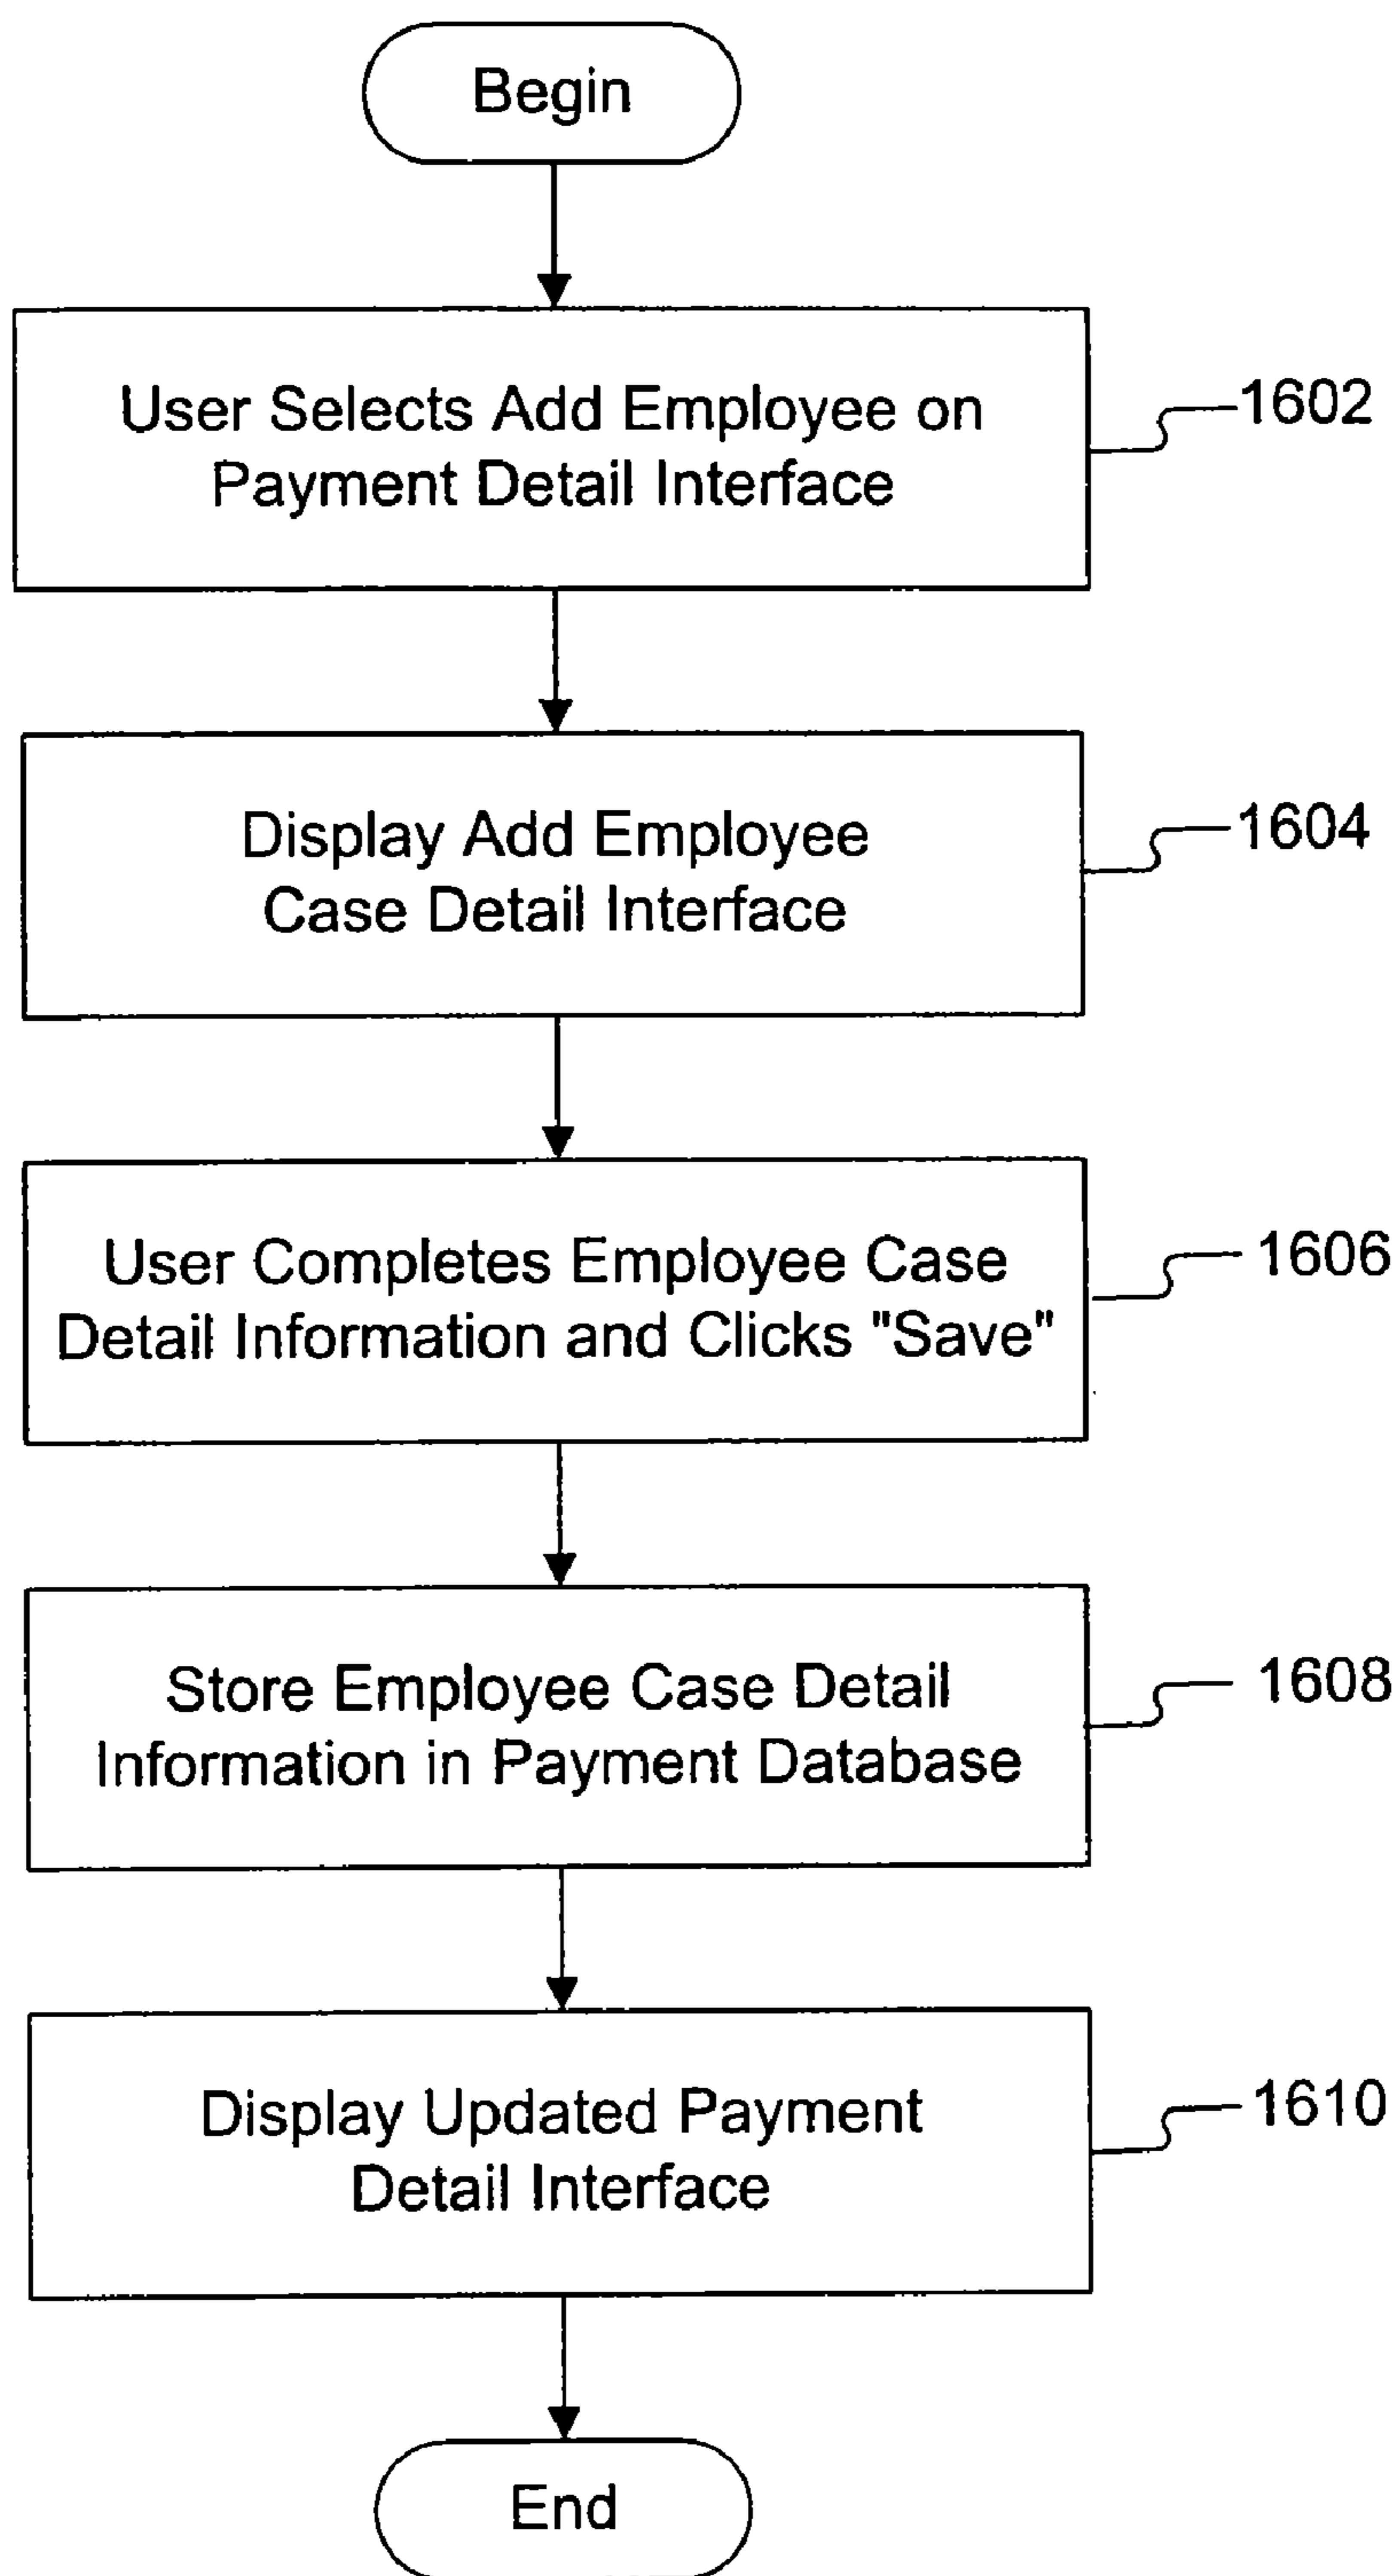 Begin
User Selects Add Employee on
Payment Detail Interface
1602
Display Add Employee
Case Detail Interface
1604
User Completes Employee Case
Detail Information and Clicks "Save"
1606
Store Employee Case Detail
Information in Payment Database
1608
Display Updated Payment
Detail Interface
1610
End